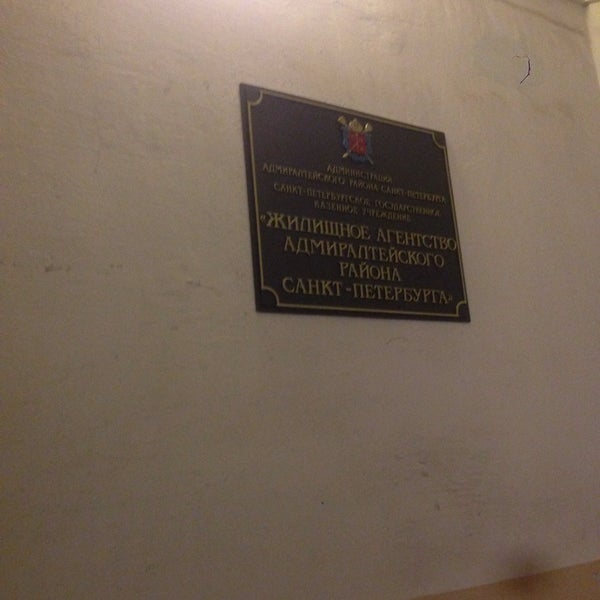 АДМИНИСТРАЦИЯ
АДМИРАЛТЕЙСКОГО РАЙОНА САНКТ-ПЕТЕРБУРГА
САНКТ-ПЕТЕРБУРГСКОЕ ГОСУДАРСТВЕННОЕ
КАЗЕННОЕ УЧРЕЖДЕНИЕ
«ЖИЛИЩНОЕ АГЕНТСТВО
АДМИРАЛТЕЙСКОГО
РАЙОНА
САНКТ-ПЕТЕРБУРГА»